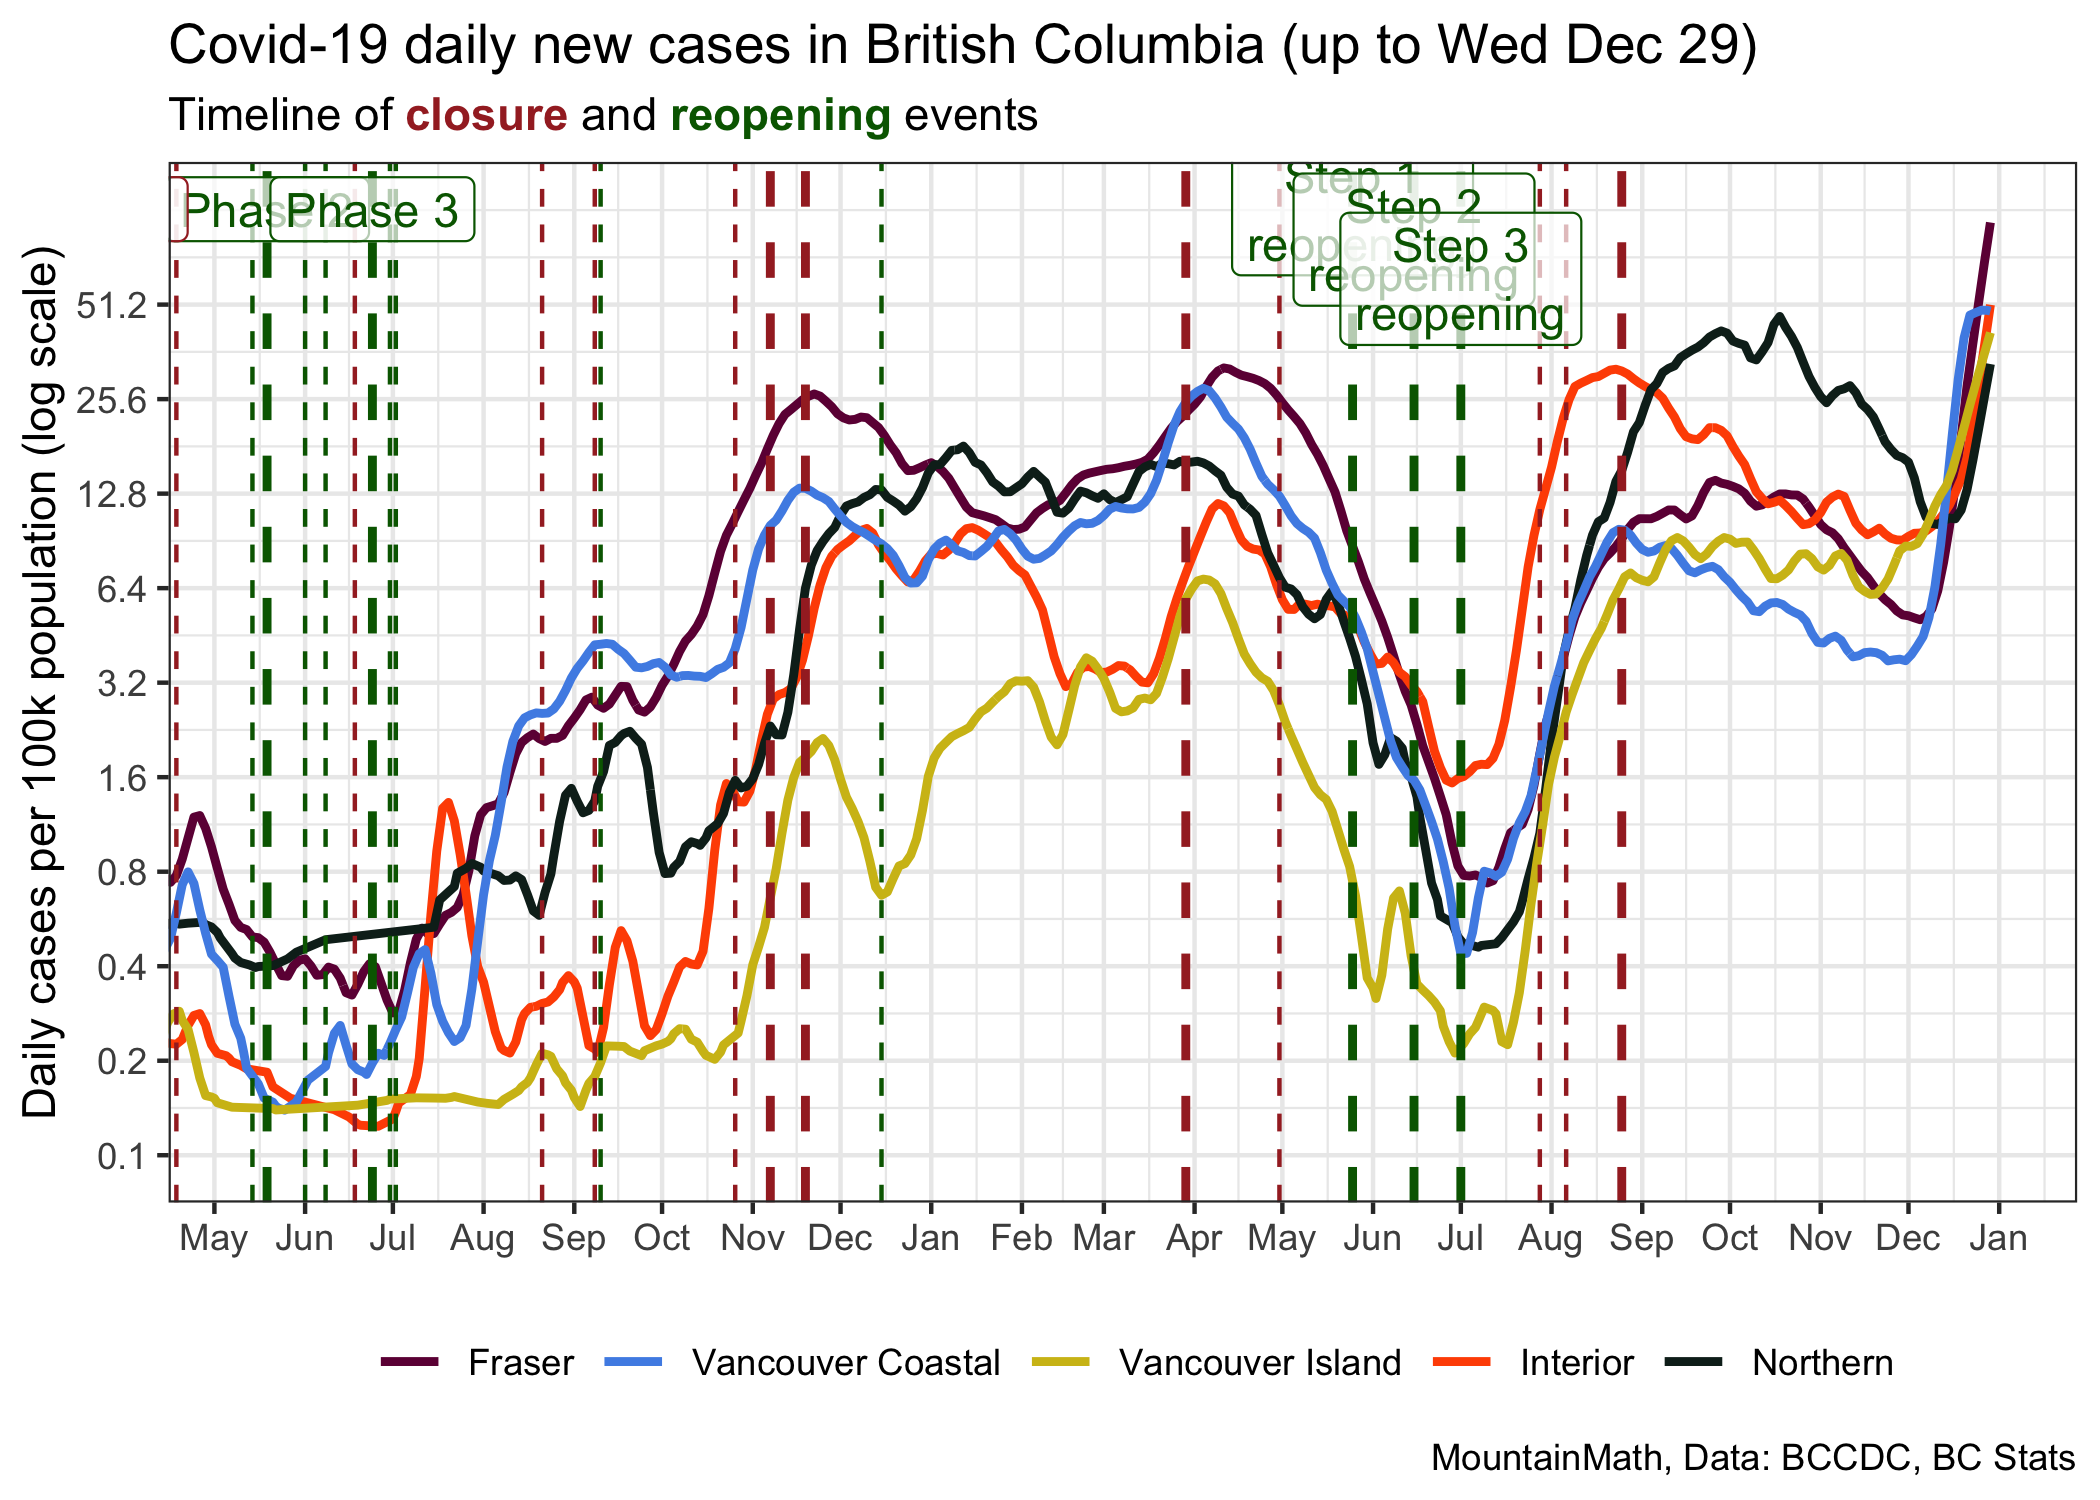 Covid-19 daily new cases in British Columbia (up to Wed Dec 29)
Timeline of closure and reopening events
Daily cases per 100k population (log scale)
Phase 2
Phase 3
Step 1
reopening
Step 2
reopening
Step 3
reopening
51.2
25.6
12.8
6.4
3.2
1.6
0.8
0.4
0.2
0.1
May Jun Jul Aug Sep Oct Nov Dec Jan Feb Mar Apr May Jun Jul Aug Sep Oct Nov Dec Jan
Fraser Vancouver Coastal Vancouver Island Interior Northern
MountainMath, Data: BCCDC, BC Stats